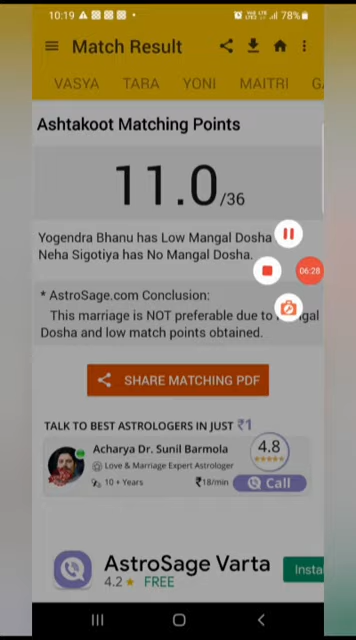 10:19 78%
Match Result
VASYA TARA YONI MAITRI GA
Ashtakoot Matching Points
11.0/36
Yogendra Bhanu has Low Mangal Dosha
Neha Sigotiya has No Mangal Dosha.
06:28
* AstroSage.com Conclusion:
This marriage is NOT preferable due to gal
Dosha and low match points obtained.
SHARE MATCHING PDF
TALK TO BEST ASTROLOGERS IN JUST ₹1
Acharya Dr. Sunil Barmola
4.8
Love & Marriage Expert Astrologer
10 + Years ₹18/min Call
AstroSage Varta
4.2 FREE
Instal